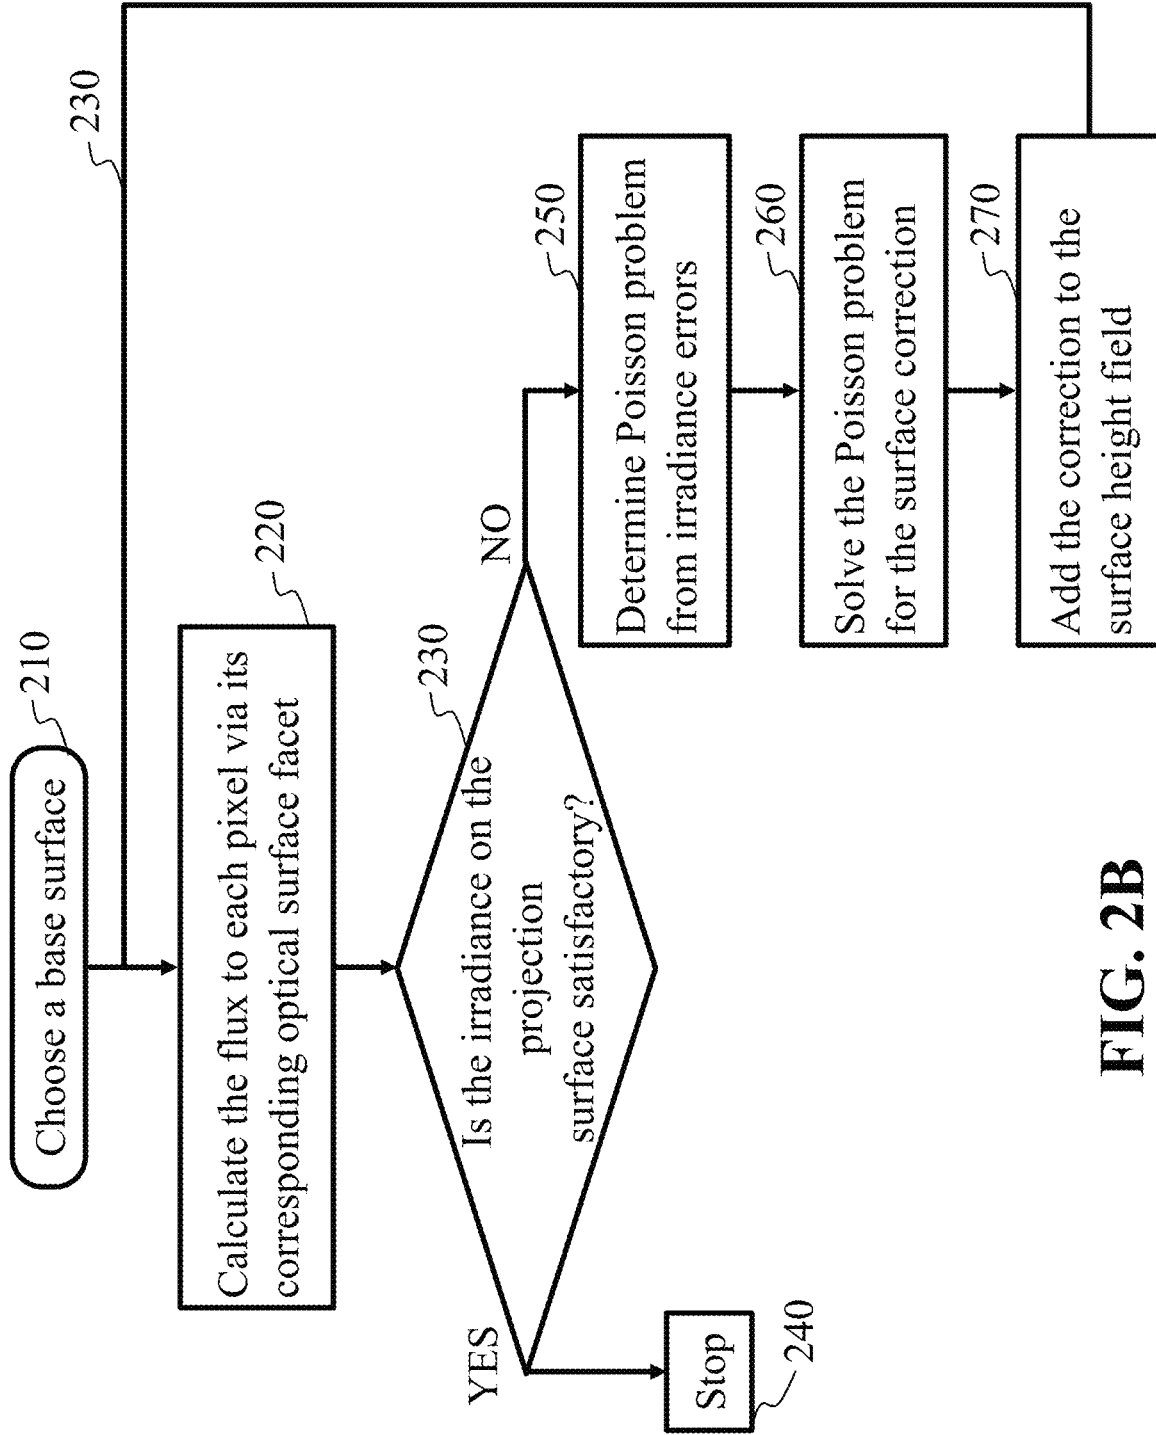 Choose a base surface
210
230
Calculate the flux to each pixel via its
corresponding optical surface facet
220
Is the irradiance on the
projection
surface satisfactory?
230
YES
NO
Stop
240
Determine Poisson problem
from irradiance errors
250
Solve the Poisson problem
for the surface correction
260
Add the correction to the
surface height field
270
FIG. 2B